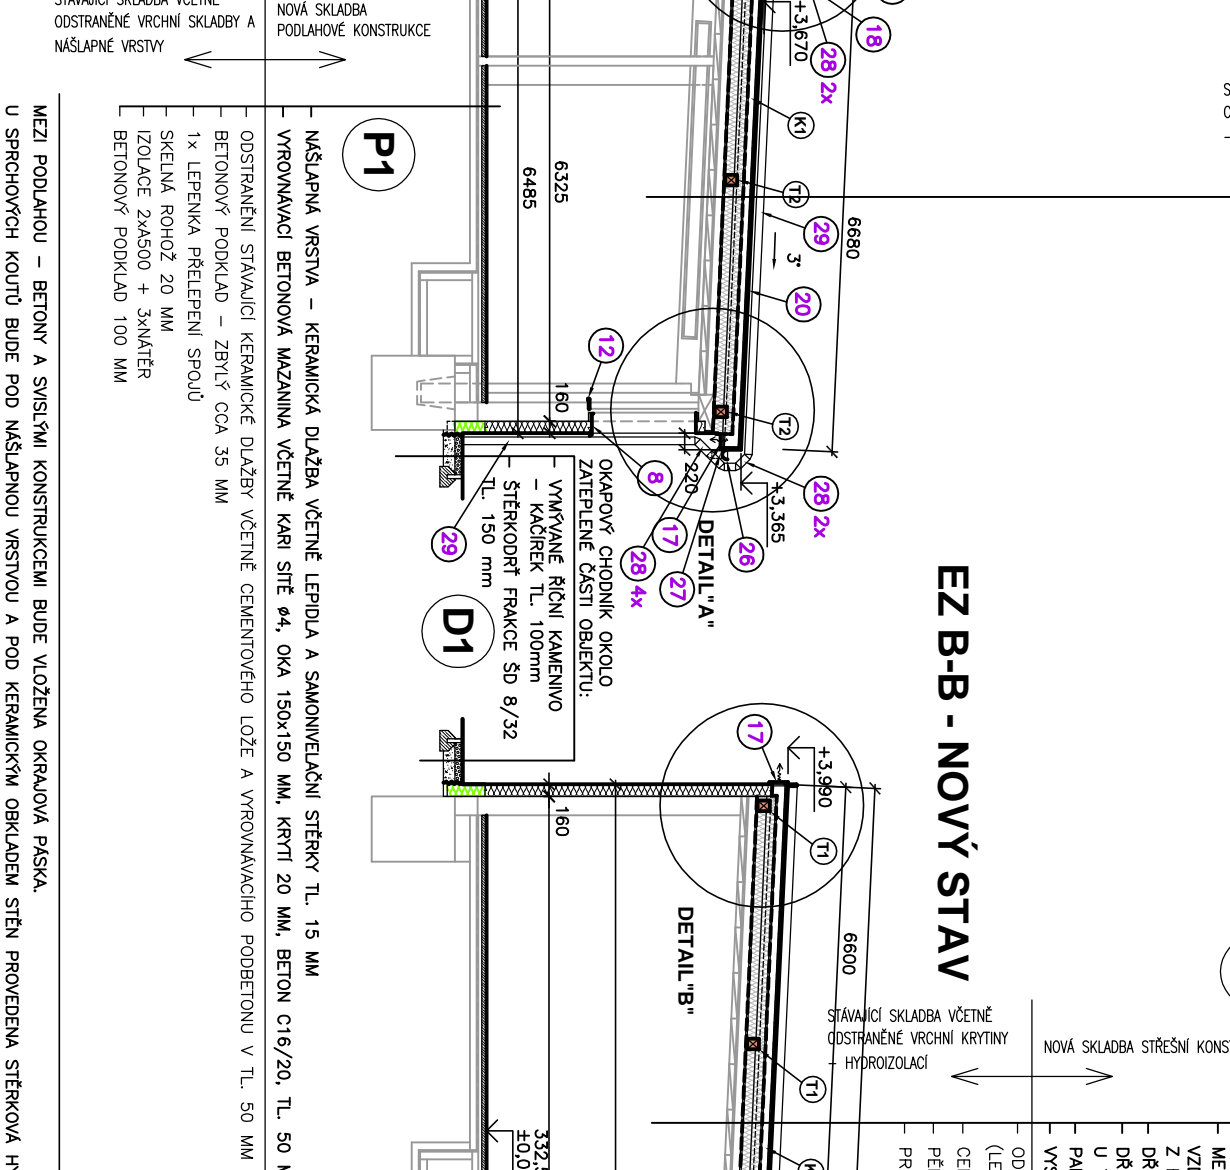 STÁVAJÍCÍ SKLADBA VČETNĚ
ODSTRANĚNÉ VRCHNÍ SKLADBY A
NÁŠLAPNÉ VRSTVY
NOVÁ SKLADBA
PODLAHOVÉ KONSTRUKCE
P1
NÁŠLAPNÁ VRSTVA – KERAMICKÁ DLAŽBA VČETNĚ LEPIDLA A SAMONIVELAČNÍ STĚRKY TL. 15 MM
VYROVNÁVACÍ BETONOVÁ MAZANINA VČETNĚ KARI SÍTĚ ø4, OKA 150x150 MM, KRYTÍ 20 MM, BETON C16/20, TL. 50 M
ODSTRANĚNÍ STÁVAJÍCÍ KERAMICKÉ DLAŽBY VČETNĚ CEMENTOVÉHO LOŽE A VYROVNÁVACÍHO PODBETONU V TL. 50 MM
BETONOVÝ PODKLAD – ZBYLÝ CCA 35 MM
1x LEPENKA PŘELEPENÍ SPOJŮ
SKELNÁ ROHOŽ 20 MM
IZOLACE 2xA500 + 3xNÁTĚR
BETONOVÝ PODKLAD 100 MM
MEZI PODLAHOU – BETONY A SVISLÝMI KONSTRUKCEMI BUDE VLOŽENA OKRAJOVÁ PÁSKA.
U SPRCHOVÝCH KOUTŮ BUDE POD NÁŠLAPNOU VRSTVOU A POD KERAMICKÝM OBKLADEM STĚN PROVEDENA STĚRKOVÁ HY
6325
6485
160
+3,670
18
28 2x
K1
T2
29
6680
3°
20
12
T2
28 2x
+3,365
220
8
17
26
27
28 4x
DETAIL "A"
29
OKAPOVÝ CHODNÍK OKOLO
ZATEPLENÉ ČÁSTI OBJEKTU:
VYMÝVANÉ ŘÍČNÍ KAMENIVO
– KAČÍREK TL. 100mm
ŠTĚRKODRŤ FRAKCE ŠD 8/32
TL. 150 mm
D1
EZ B-B - NOVÝ STAV
17
+3,990
160
T1
DETAIL "B"
6600
T1
STÁVAJÍCÍ SKLADBA VČETNĚ
ODSTRANĚNÉ VRCHNÍ KRYTINY
– HYDROIZOLACÍ
NOVÁ SKLADBA STŘEŠNÍ KONST
332,
±0,0